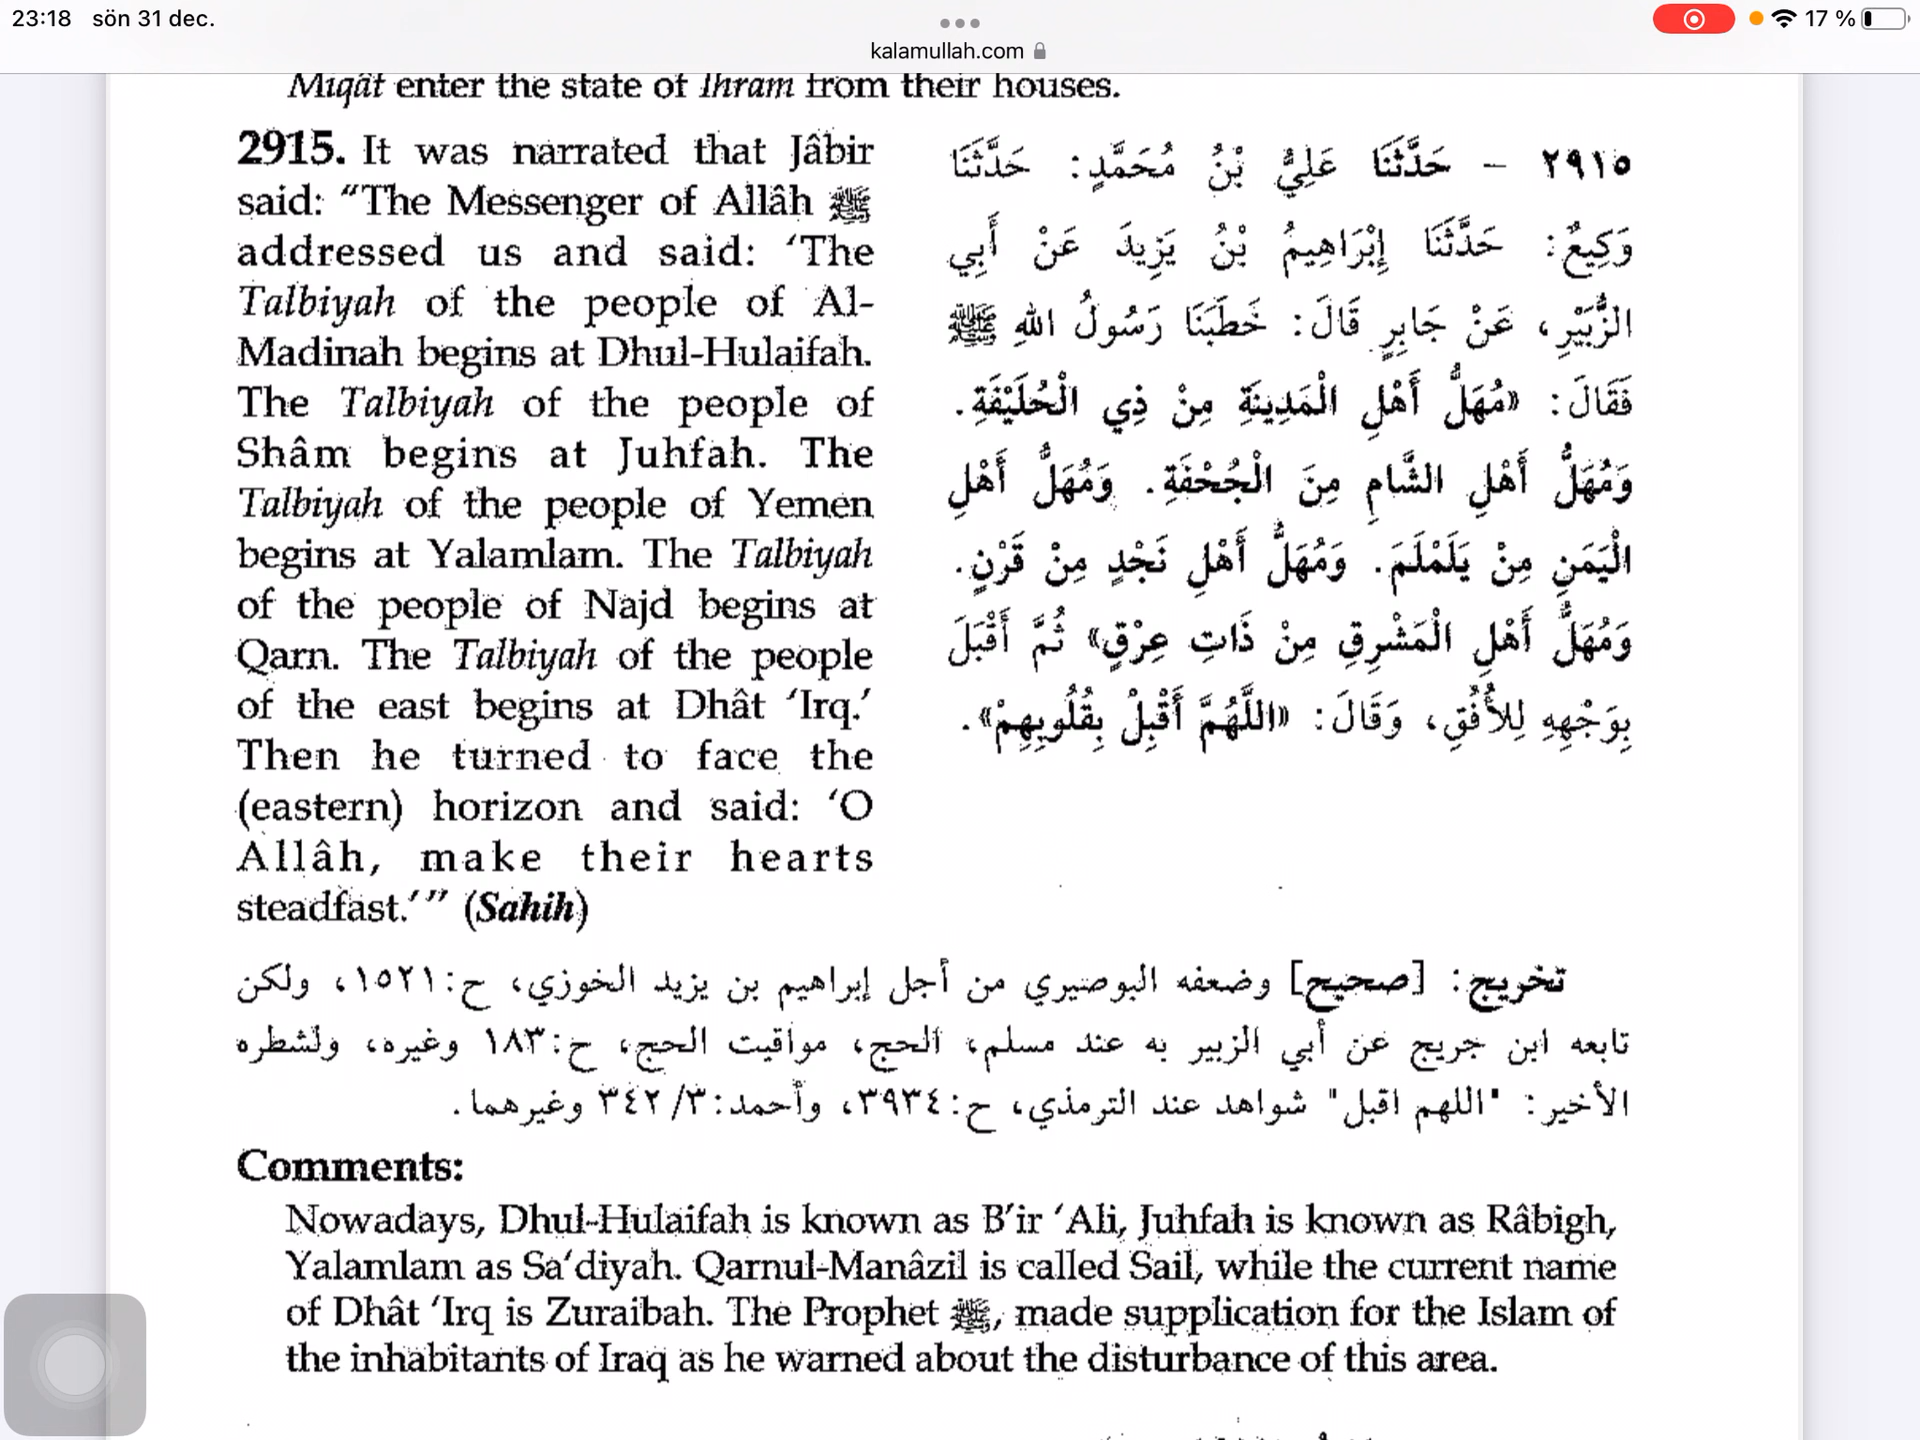 23:18 sön 31 dec.
17 %
kalamullah.com
Miqât enter the state of Ihram from their houses.
2915. It was narrated that Jâbir
said: “The Messenger of Allâh ﷺ
addressed us and said: ‘The
Talbiyah of the people of Al-
Madinah begins at Dhul-Hulaifah.
The Talbiyah of the people of
Shâm begins at Juhfah. The
Talbiyah of the people of Yemen
begins at Yalamlam. The Talbiyah
of the people of Najd begins at
Qarn. The Talbiyah of the people
of the east begins at Dhât ‘Irq.’
Then he turned to face the
(eastern) horizon and said: ‘O
Allâh, make their hearts
steadfast.’” (Sahih)
٢٩١٥ – حَدَّثَنَا عَلِيُّ بْنُ مُحَمَّدٍ: حَدَّثَنَا
وَكِيعٌ: حَدَّثَنَا إِبْرَاهِيمُ بْنُ يَزِيدَ عَنْ أَبِي
الزُّبَيْرِ، عَنْ جَابِرٍ قَالَ: خَطَبَنَا رَسُولُ اللهِ ﷺ
فَقَالَ: «مُهَلُّ أَهْلِ الْمَدِينَةِ مِنْ ذِي الْحُلَيْفَةِ.
وَمُهَلُّ أَهْلِ الشَّامِ مِنَ الْجُحْفَةِ. وَمُهَلُّ أَهْلِ
الْيَمَنِ مِنْ يَلَمْلَمَ. وَمُهَلُّ أَهْلِ نَجْدٍ مِنْ قَرْنٍ.
وَمُهَلُّ أَهْلِ الْمَشْرِقِ مِنْ ذَاتِ عِرْقٍ» ثُمَّ أَقْبَلَ
بِوَجْهِهِ لِلأُفُقِ، وَقَالَ: «اللَّهُمَّ أَقْبِلْ بِقُلُوبِهِمْ».
تخريج: [صحيح] وضعفه البوصيري من أجل إبراهيم بن يزيد الخوزي، ح:١٥٢١، ولكن
تابعه ابن جريج عن أبي الزبير به عند مسلم، الحج، مواقيت الحج، ح:١٨٣ وغيره، ولشطره
الأخير: "اللهم اقبل" شواهد عند الترمذي، ح:٣٩٣٤، وأحمد:٣/ ٣٤٢ وغيرهما.
Comments:
Nowadays, Dhul-Hulaifah is known as B’ir ‘Ali, Juhfah is known as Râbigh,
Yalamlam as Sa’diyah. Qarnul-Manâzil is called Sail, while the current name
of Dhât ‘Irq is Zuraibah. The Prophet ﷺ, made supplication for the Islam of
the inhabitants of Iraq as he warned about the disturbance of this area.